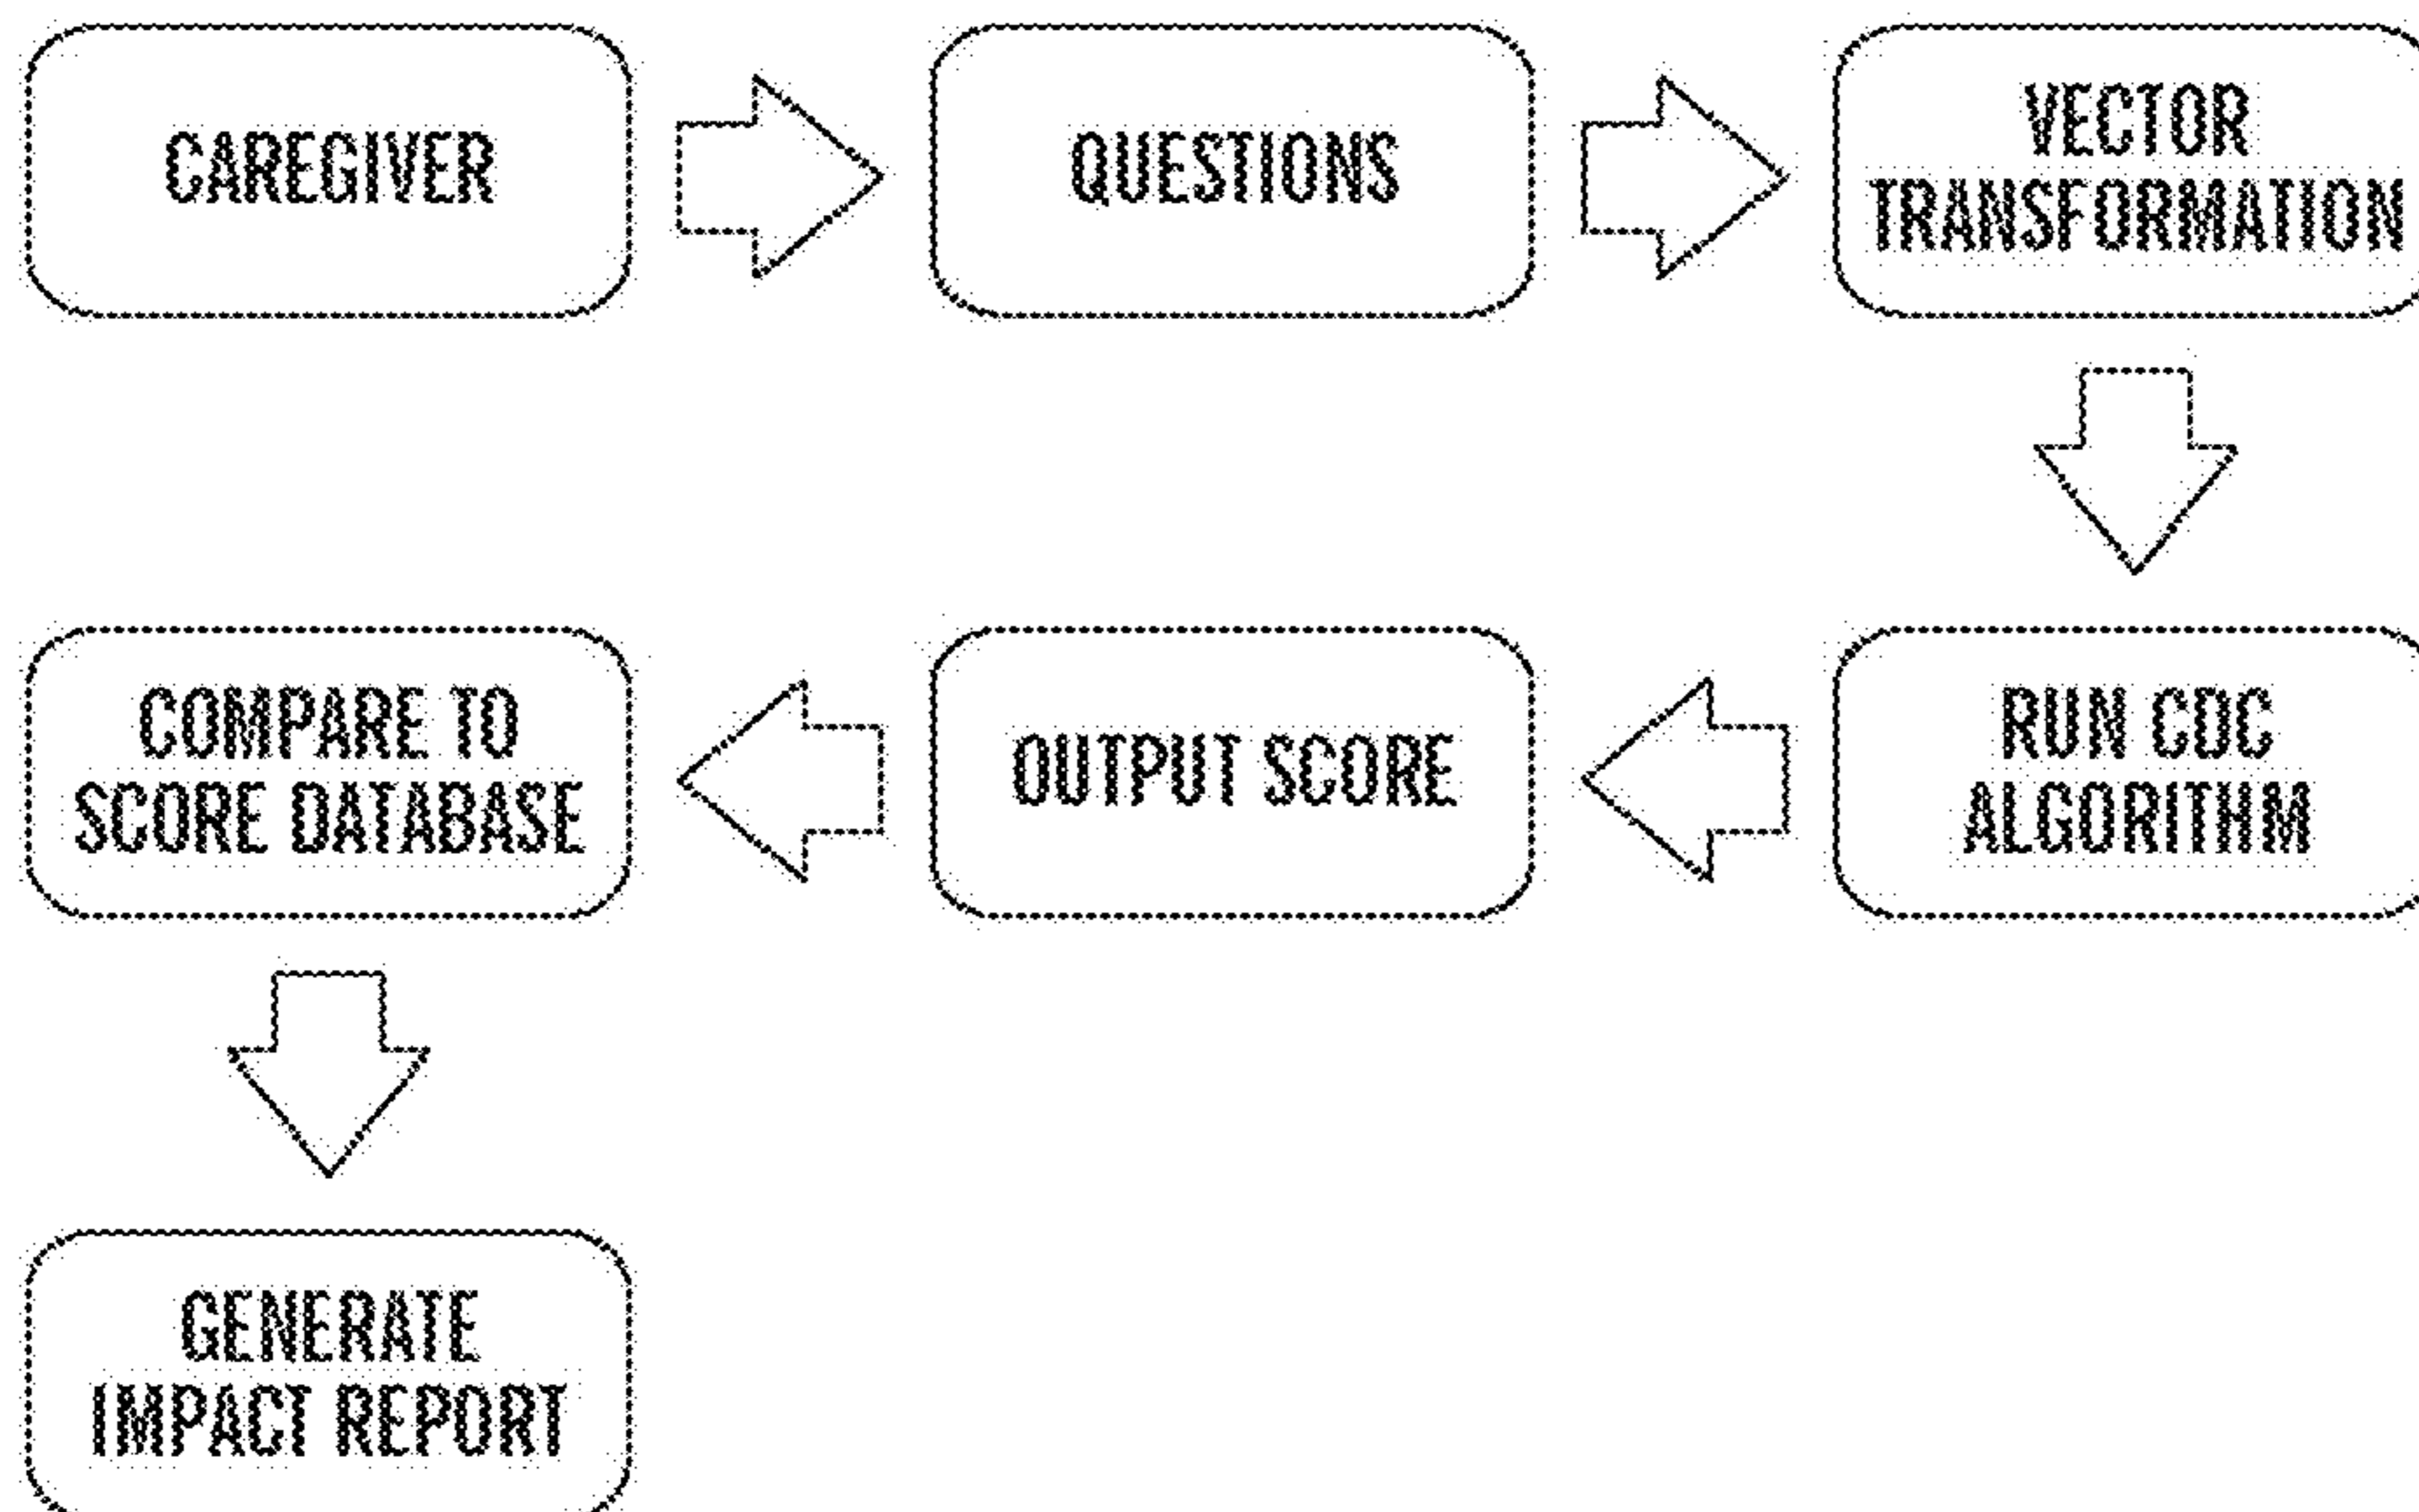 CAREGIVER
QUESTIONS
VECTOR
TRANSFORMATION
RUN CDC
ALGORITHM
OUTPUT SCORE
COMPARE TO
SCORE DATABASE
GENERATE
IMPACT REPORT